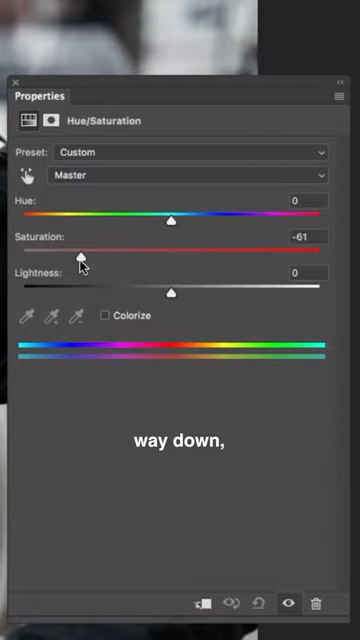 Properties
Hue/Saturation
Preset: Custom
Master
Hue: 0
Saturation: -61
Lightness: 0
Colorize
way down,